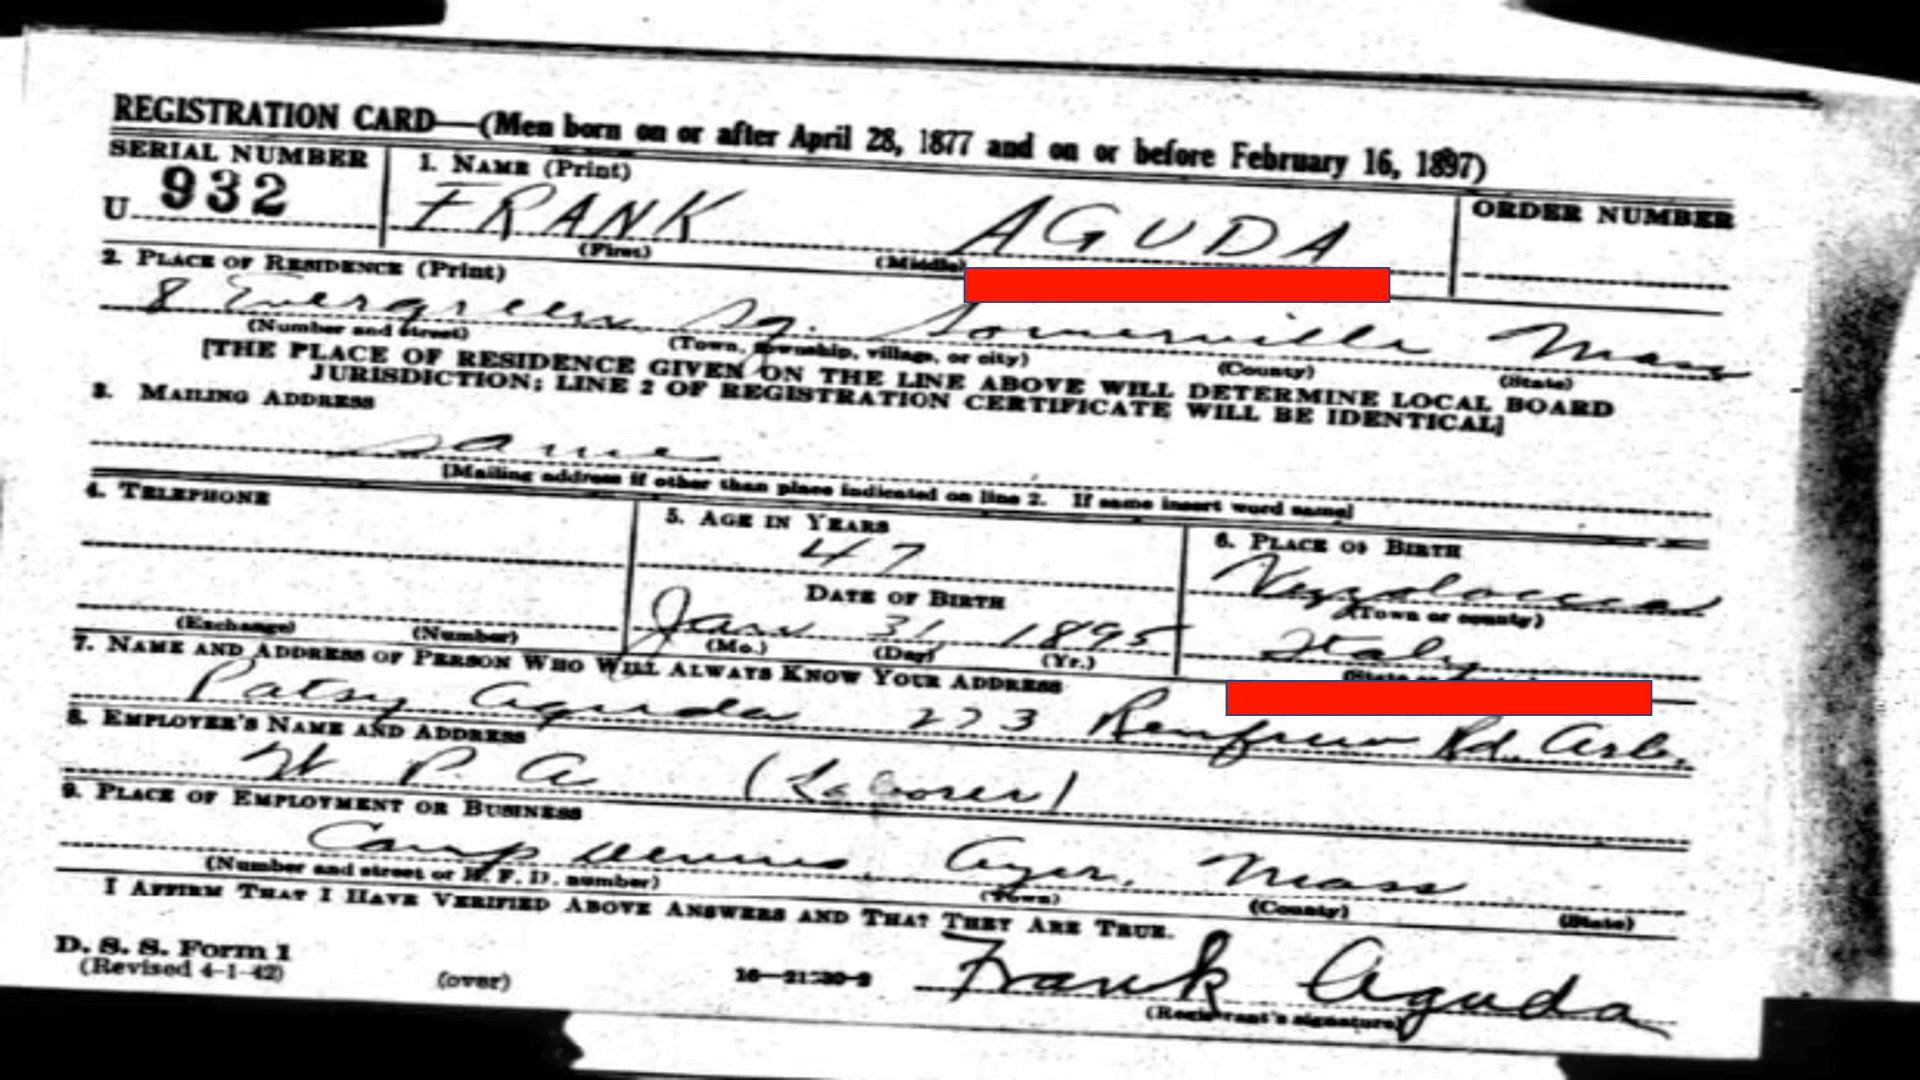 REGISTRATION CARD—(Men born on or after April 28, 1877 and on or before February 16, 1897)
SERIAL NUMBER
U 932
1. NAME (Print)
FRANK AGUDA
(First) (Middle)
ORDER NUMBER
2. PLACE OF RESIDENCE (Print)
8 Evergreen Sq. Somerville Mass
(Number and street) (Town, township, village, or city) (County) (State)
[THE PLACE OF RESIDENCE GIVEN ON THE LINE ABOVE WILL DETERMINE LOCAL BOARD
JURISDICTION; LINE 2 OF REGISTRATION CERTIFICATE WILL BE IDENTICAL]
3. MAILING ADDRESS
same
[Mailing address if other than place indicated on line 2. If same insert word same]
4. TELEPHONE
(Exchange) (Number)
5. AGE IN YEARS
47
DATE OF BIRTH
Jan 31 1895
(Mo.) (Day) (Yr.)
6. PLACE OF BIRTH
(Town or county)
Italy
7. NAME AND ADDRESS OF PERSON WHO WILL ALWAYS KNOW YOUR ADDRESS
Patsy Aguda 273 Renfrew Rd. Arl.
8. EMPLOYER'S NAME AND ADDRESS
W P. A (Laborer)
9. PLACE OF EMPLOYMENT OR BUSINESS
Camp Devens, Ayer, Mass
(Number and street or R. F. D. number) (Town) (County) (State)
I AFFIRM THAT I HAVE VERIFIED ABOVE ANSWERS AND THAT THEY ARE TRUE.
D. S. S. Form 1
(Revised 4-1-42) (over)
Frank Aguda
(Registrant's signature)